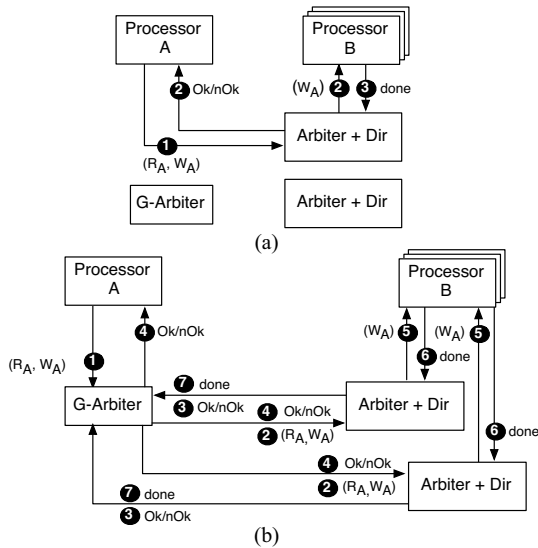 Processor
A
Processor
B
2 Ok/nOk
(WA) 2
3 done
Arbiter + Dir
1
(RA, WA)
G-Arbiter
Arbiter + Dir
(a)
Processor
A
Processor
B
4 Ok/nOk
(WA) 5
(WA) 5
1
(RA, WA)
6 done
7 done
G-Arbiter
3 Ok/nOk
4 Ok/nOk
Arbiter + Dir
2 (RA,WA)
6 done
4 Ok/nOk
7 done
2 (RA,WA)
Arbiter + Dir
3 Ok/nOk
(b)